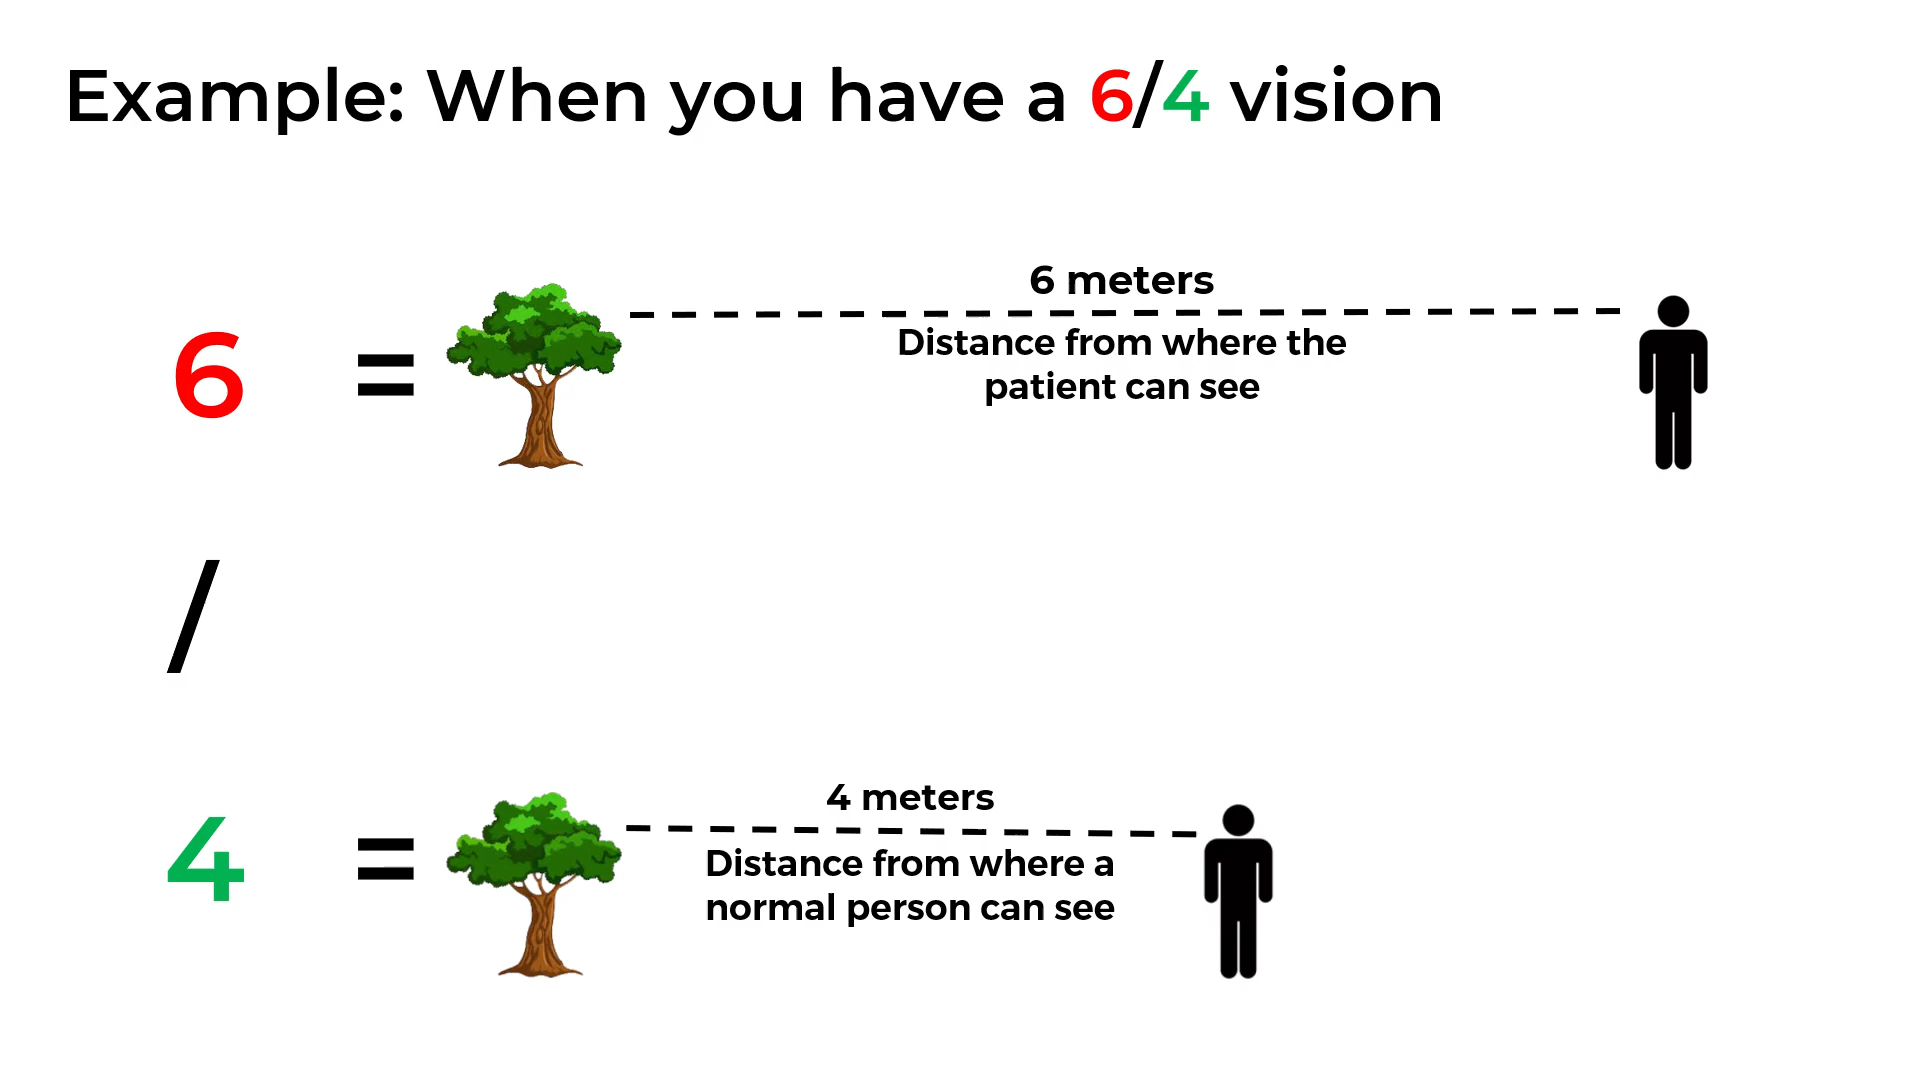 Example: When you have a 6/4 vision
6 meters
6 =
Distance from where the
patient can see
/
4 meters
4 =
Distance from where a
normal person can see